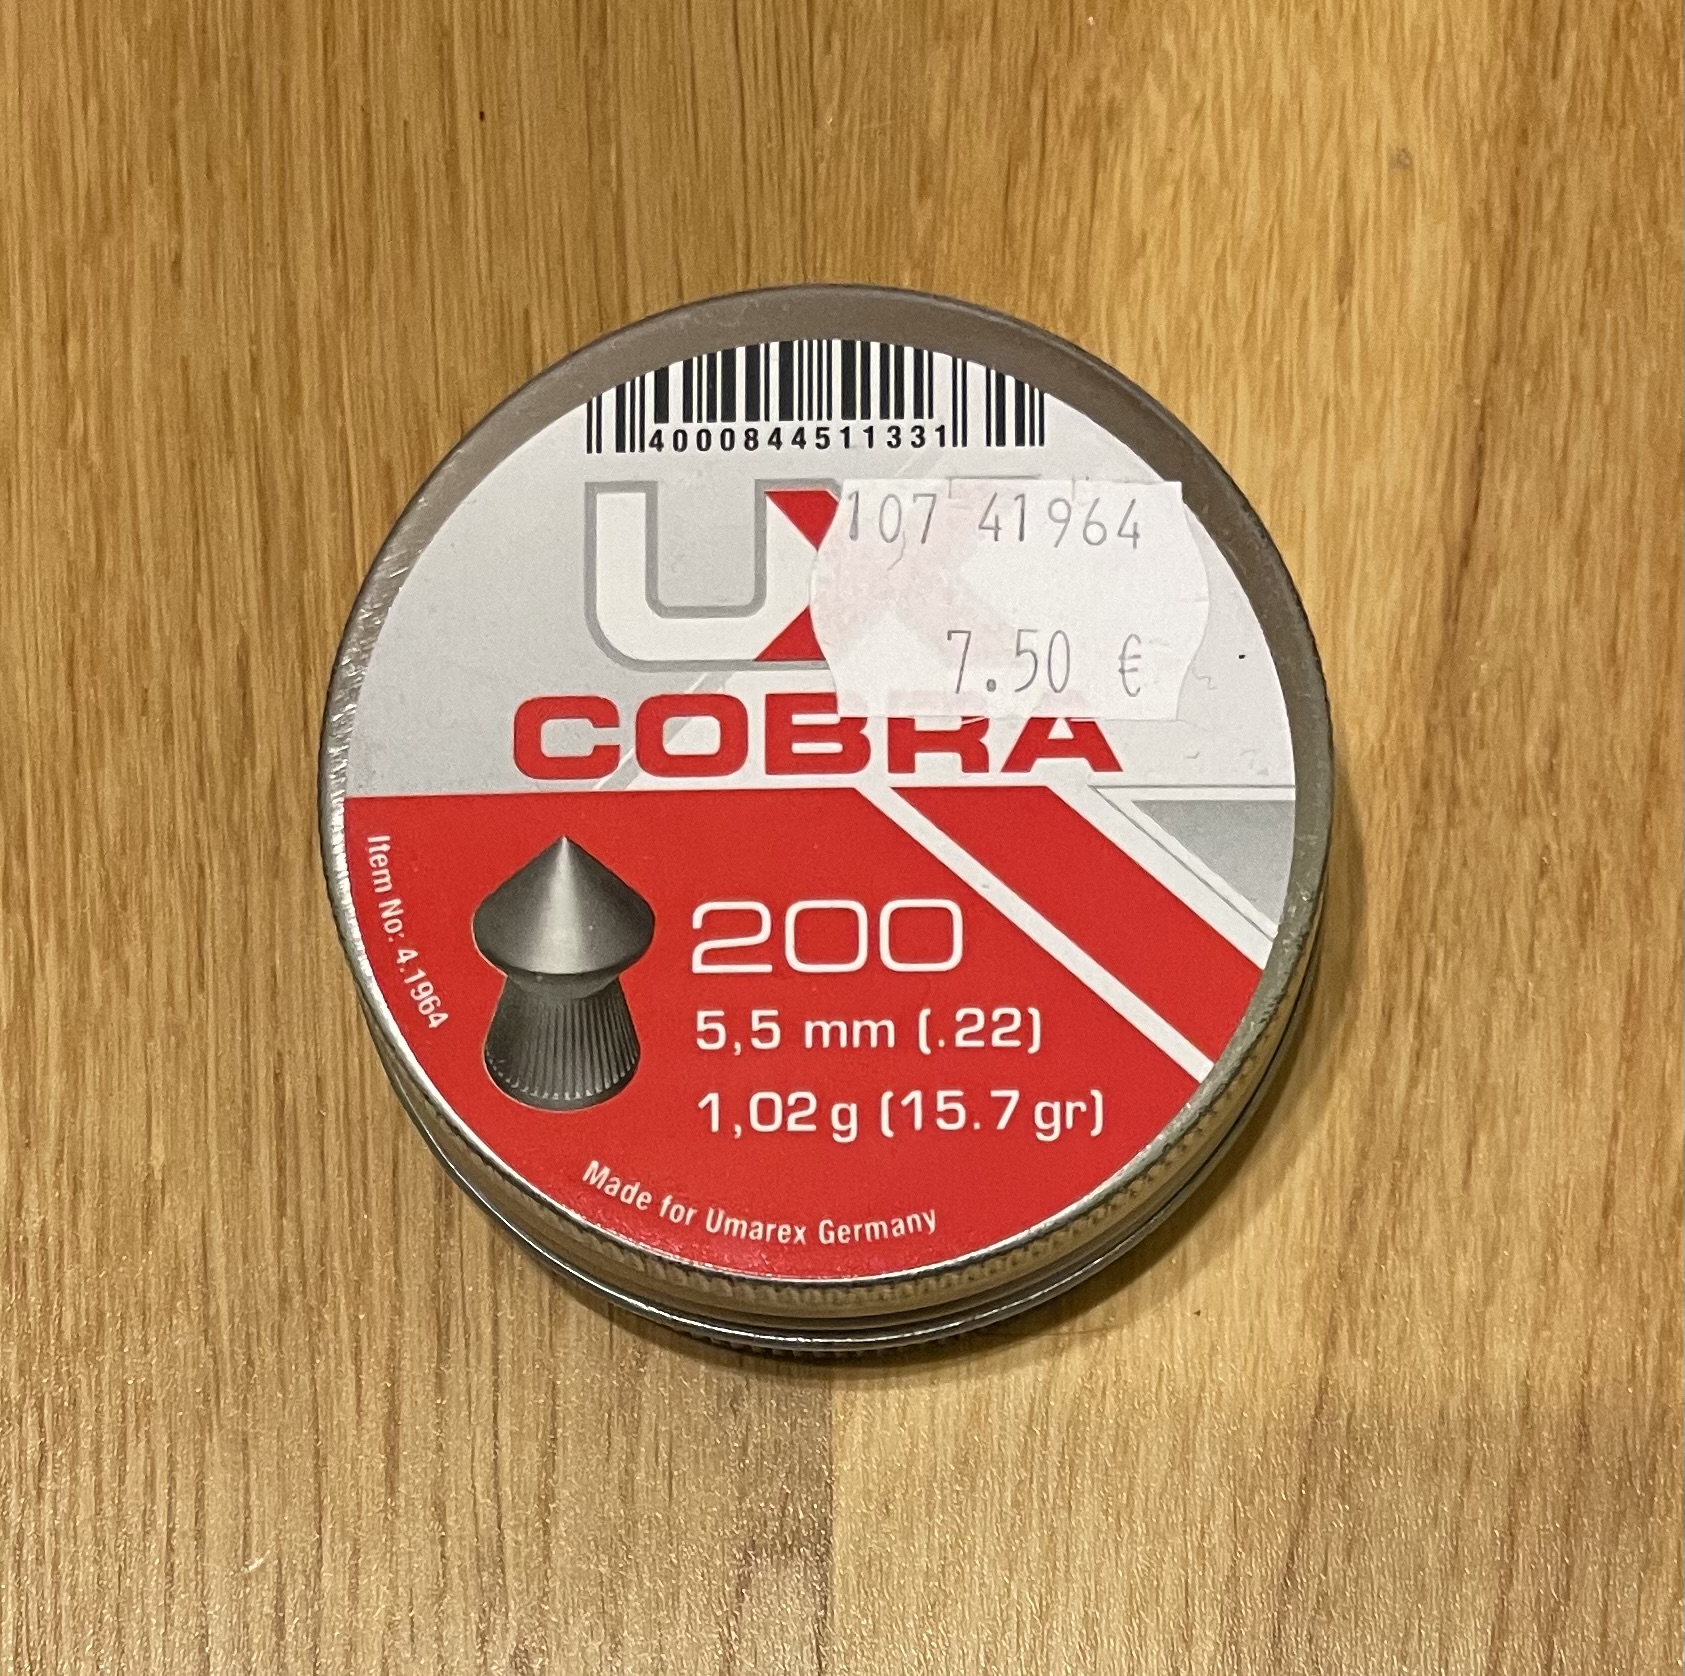 4000844511331
UX
107 41964
7.50 €
COBRA
Item No: 4.1964
200
5,5 mm (.22)
1,02 g (15.7 gr)
Made for Umarex Germany